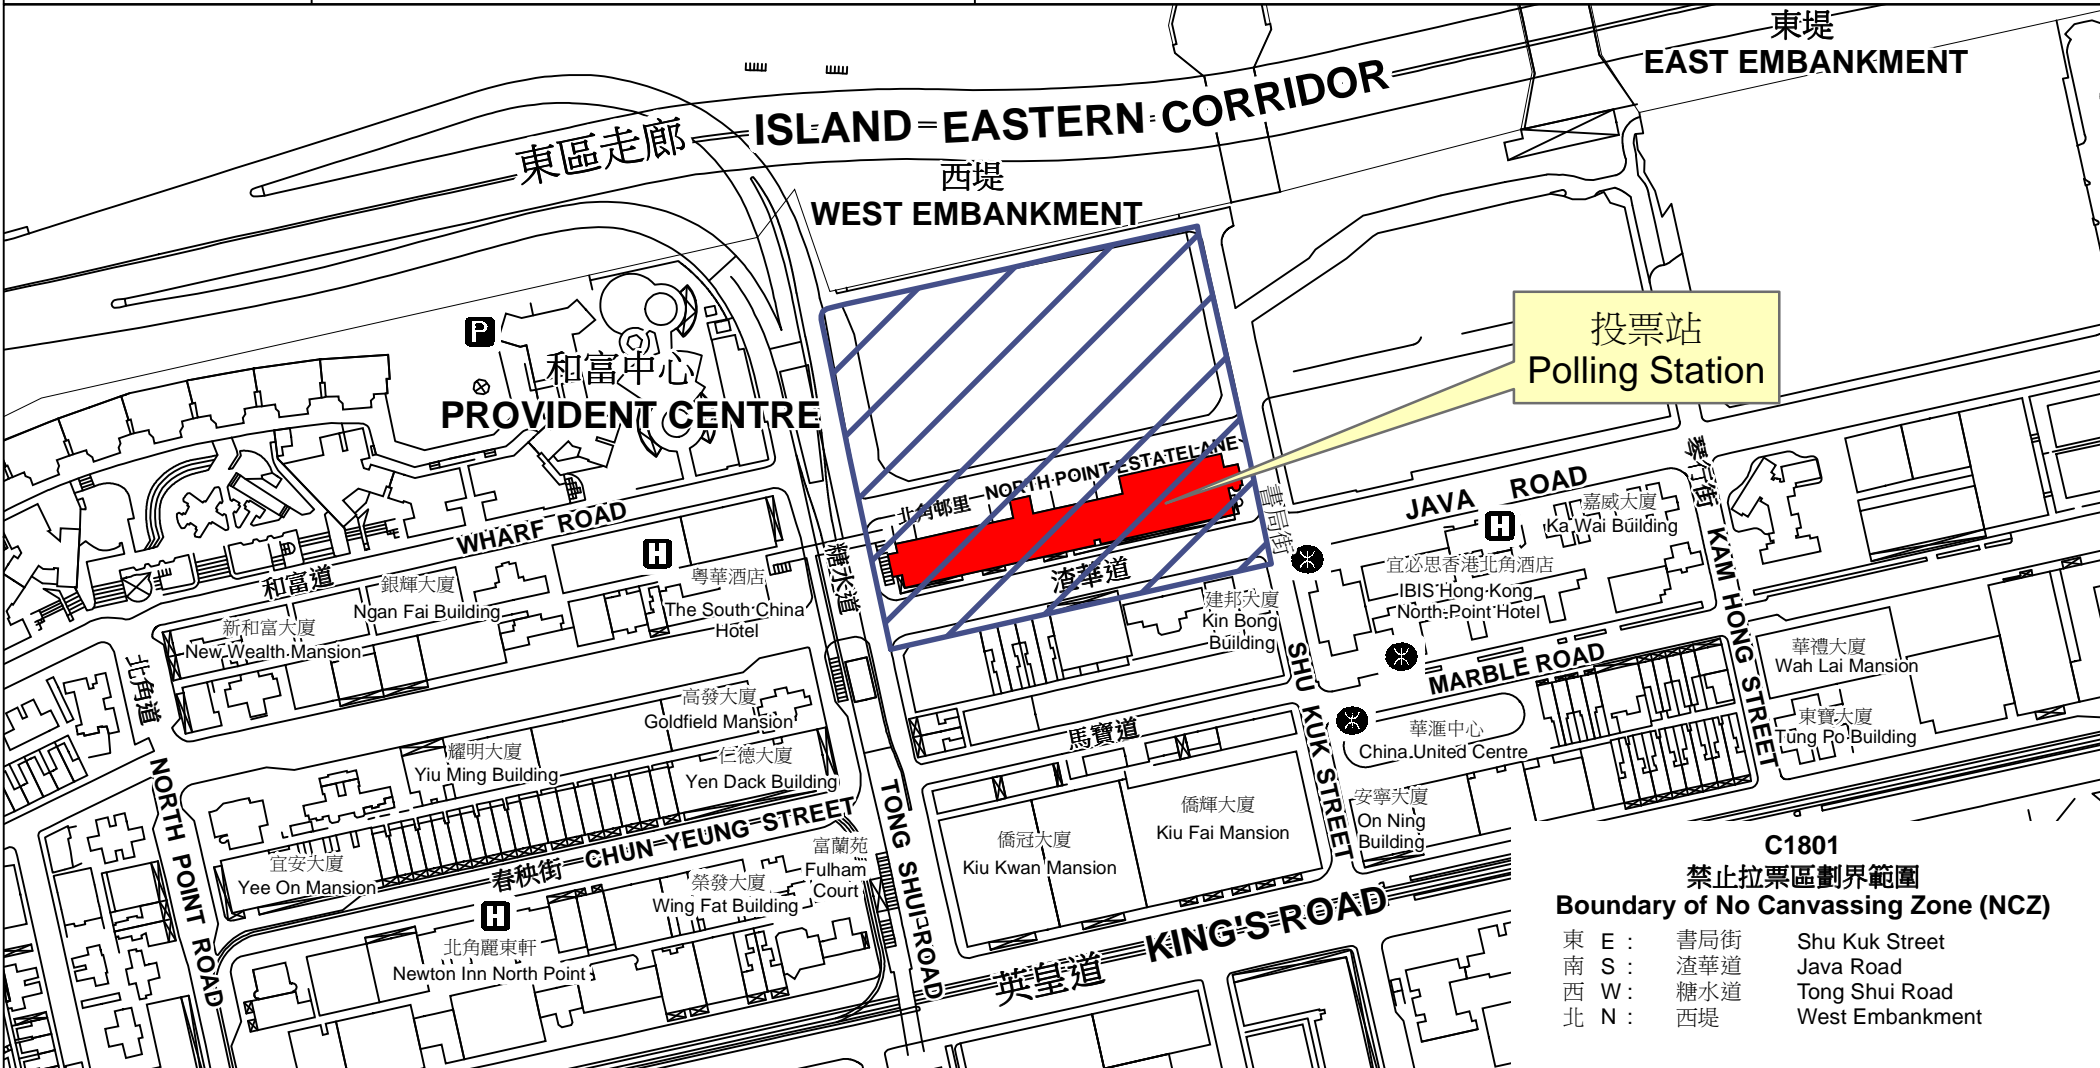 東堤
EAST EMBANKMENT
ISLAND EASTERN CORRIDOR
東區走廊
西堤
WEST EMBANKMENT
P
和富中心
PROVIDENT CENTRE
投票站
Polling Station
北角邨里 NORTH POINT ESTATE LANE
書局街
JAVA ROAD
渣華道
嘉威大廈
Ka Wai Building
H
宜必思香港北角酒店
IBIS Hong Kong
North Point Hotel
琴行街 KAM HONG STREET
WHARF ROAD
和富道
H
粵華酒店
The South China
Hotel
糖水道
銀輝大廈
Ngan Fai Building
新和富大廈
New Wealth Mansion
建邦大廈
Kin Bong
Building
SHU KUK STREET
MARBLE ROAD
馬寶道
華禮大廈
Wah Lai Mansion
東寶大廈
Tung Po Building
華滙中心
China United Centre
北角道
NORTH POINT ROAD
高發大廈
Goldfield Mansion
耀明大廈
Yiu Ming Building
仁德大廈
Yen Dack Building
TONG SHUI ROAD
宜安大廈
Yee On Mansion
春秧街 CHUN YEUNG STREET
富蘭苑
Fulham
Court
榮發大廈
Wing Fat Building
H
北角麗東軒
Newton Inn North Point
僑冠大廈
Kiu Kwan Mansion
僑輝大廈
Kiu Fai Mansion
安寧大廈
On Ning
Building
英皇道 KING'S ROAD
C1801
禁止拉票區劃界範圍
Boundary of No Canvassing Zone (NCZ)
東 E : 書局街 Shu Kuk Street
南 S : 渣華道 Java Road
西 W : 糖水道 Tong Shui Road
北 N : 西堤 West Embankment